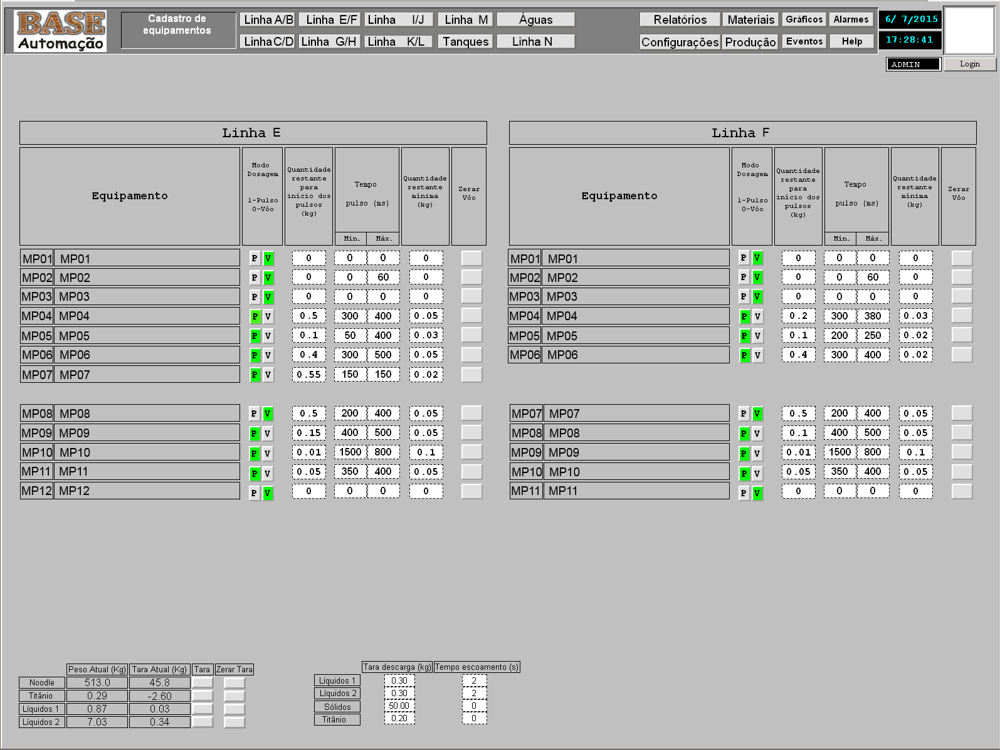 BASE
Automação
Cadastro de
equipamentos
Linha A/B Linha E/F Linha I/J Linha M Águas
Linha C/D Linha G/H Linha K/L Tanques Linha N
Relatórios Materiais Gráficos Alarmes
Configurações Produção Eventos Help
6/ 7/2015
17:28:41
ADMIN Login
Linha E
Equipamento
Modo
Dosagem
1-Pulso
0-Vôo
Quantidade
restante
para
início dos
pulsos
(kg)
Tempo
pulso (ms)
Mín. Máx.
Quantidade
restante
mínima
(kg)
Zerar
Vôo
MP01 MP01 P V 0 0 0 0
MP02 MP02 P V 0 0 60 0
MP03 MP03 P V 0 0 0 0
MP04 MP04 P V 0.5 300 400 0.05
MP05 MP05 P V 0.1 50 400 0.03
MP06 MP06 P V 0.4 300 500 0.05
MP07 MP07 P V 0.55 150 150 0.02
MP08 MP08 P V 0.5 200 400 0.05
MP09 MP09 P V 0.15 400 500 0.05
MP10 MP10 P V 0.01 1500 800 0.1
MP11 MP11 P V 0.05 350 400 0.05
MP12 MP12 P V 0 0 0 0
Linha F
Equipamento
Modo
Dosagem
1-Pulso
0-Vôo
Quantidade
restante
para
início dos
pulsos
(kg)
Tempo
pulso (ms)
Mín. Máx.
Quantidade
restante
mínima
(kg)
Zerar
Vôo
MP01 MP01 P V 0 0 0 0
MP02 MP02 P V 0 0 60 0
MP03 MP03 P V 0 0 0 0
MP04 MP04 P V 0.2 300 380 0.03
MP05 MP05 P V 0.1 200 250 0.02
MP06 MP06 P V 0.4 300 400 0.02
MP07 MP07 P V 0.5 200 400 0.05
MP08 MP08 P V 0.1 400 500 0.05
MP09 MP09 P V 0.01 1500 800 0.1
MP10 MP10 P V 0.05 350 400 0.05
MP11 MP11 P V 0 0 0 0
Peso Atual (Kg) Tara Atual (Kg) Tara Zerar Tara
Noodle 513.0 45.8
Titânio 0.29 -2.60
Líquidos 1 0.87 0.03
Líquidos 2 7.03 0.34
Tara descarga (kg) Tempo escoamento (s)
Líquidos 1 0.30 2
Líquidos 2 0.30 2
Sólidos 50.00 0
Titânio 0.20 0